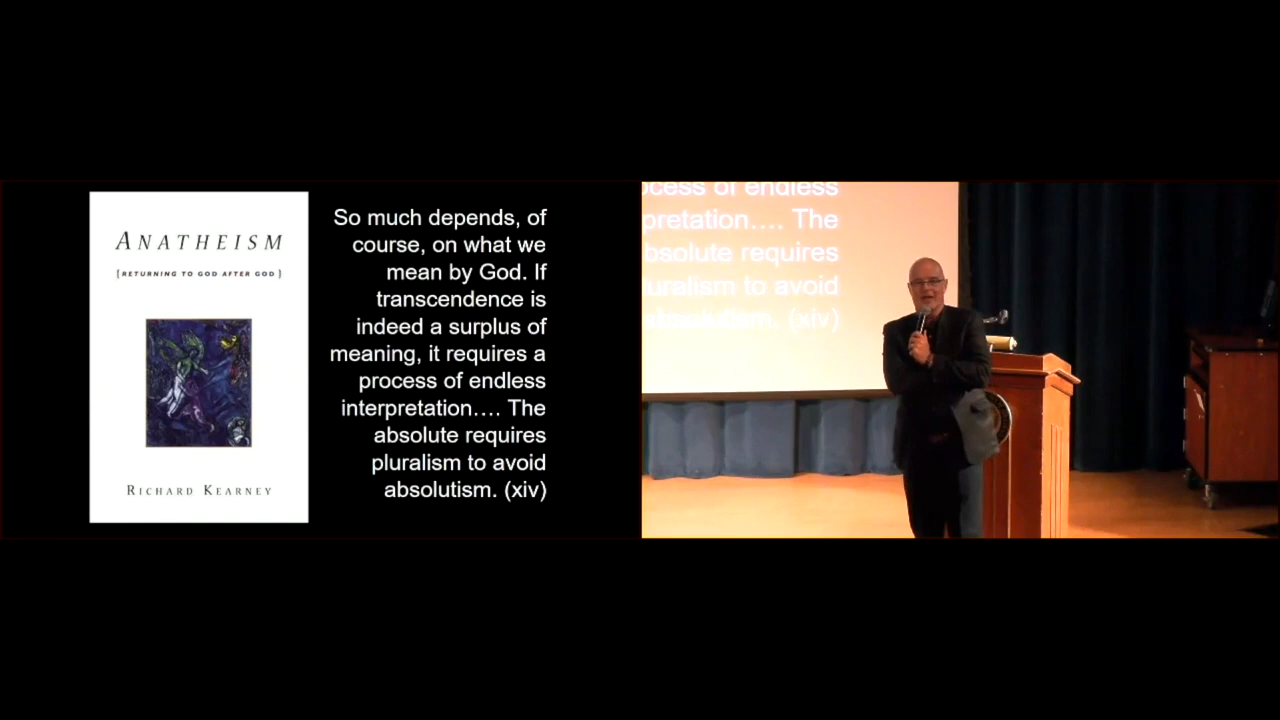 ANATHEISM
{RETURNING TO GOD AFTER GOD}
RICHARD KEARNEY
So much depends, of
course, on what we
mean by God. If
transcendence is
indeed a surplus of
meaning, it requires a
process of endless
interpretation.... The
absolute requires
pluralism to avoid
absolutism. (xiv)
ocess of endless
pretation.... The
bsolute requires
uralism to avoid
absolutism. (xiv)